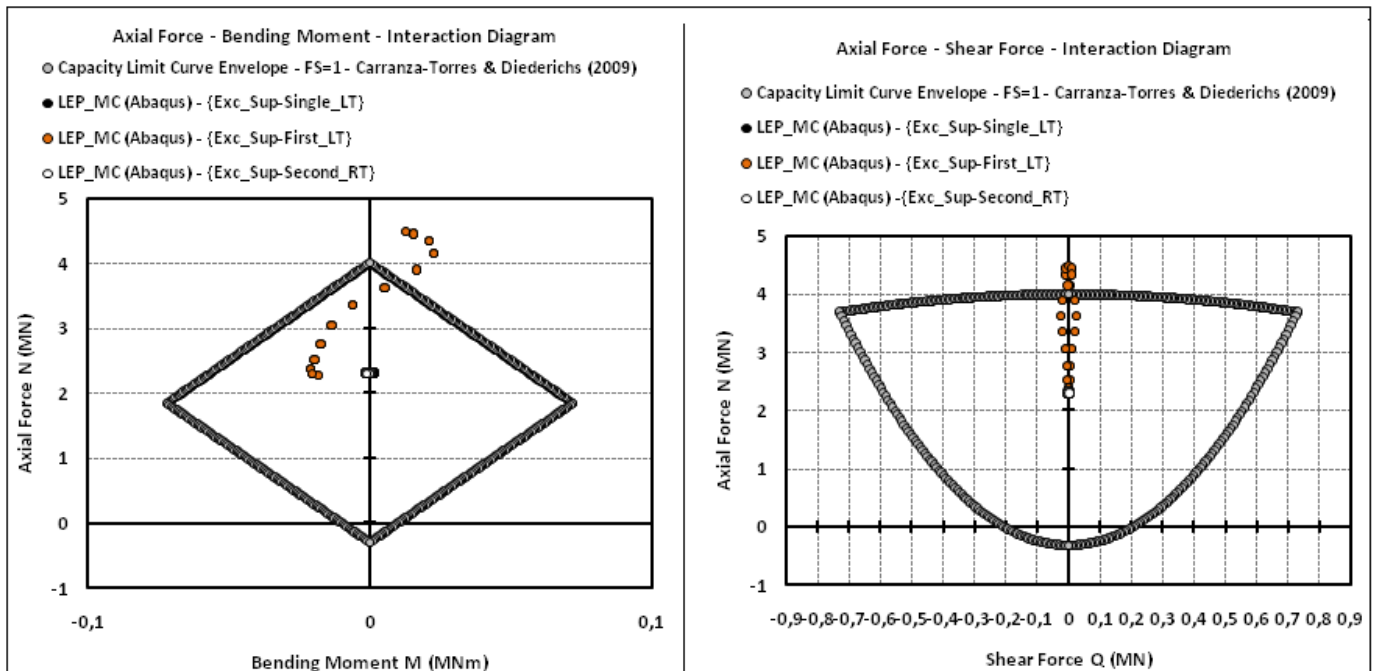 Axial Force - Bending Moment - Interaction Diagram
Capacity Limit Curve Envelope - FS=1 - Carranza-Torres & Diederichs (2009)
LEP_MC (Abaqus) - {Exc_Sup-Single_LT}
LEP_MC (Abaqus) - {Exc_Sup-First_LT}
LEP_MC (Abaqus) - {Exc_Sup-Second_RT}
5
4
3
2
1
0
-1
-0,1
0
0,1
Axial Force N (MN)
Bending Moment M (MNm)
Axial Force - Shear Force - Interaction Diagram
Capacity Limit Curve Envelope - FS=1 - Carranza-Torres & Diederichs (2009)
LEP_MC (Abaqus) - {Exc_Sup-Single_LT}
LEP_MC (Abaqus) - {Exc_Sup-First_LT}
LEP_MC (Abaqus) -{Exc_Sup-Second_RT}
5
4
3
2
1
0
-1
-0,9-0,8-0,7-0,6-0,5-0,4-0,3-0,2-0,1 0 0,1 0,2 0,3 0,4 0,5 0,6 0,7 0,8 0,9
Axial Force N (MN)
Shear Force Q (MN)